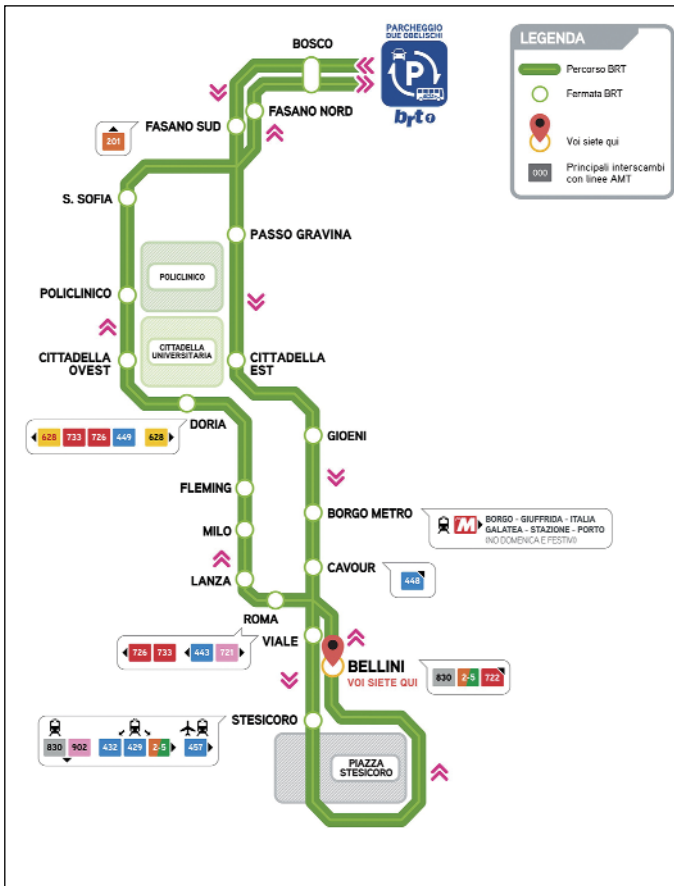 PARCHEGGIO
DUE OBELISCHI
P
brt 1
BOSCO
LEGENDA
Percorso BRT
Fermata BRT
Voi siete qui
000
Principali interscambi
con linee AMT
FASANO NORD
FASANO SUD
201
S. SOFIA
PASSO GRAVINA
POLICLINICO
POLICLINICO
CITTADELLA
UNIVERSITARIA
CITTADELLA
OVEST
CITTADELLA
EST
DORIA
628 733 726 449 628
GIOENI
FLEMING
BORGO METRO
M
BORGO - GIUFFRIDA - ITALIA
GALATEA - STAZIONE - PORTO
(NO DOMENICA E FESTIVI)
MILO
LANZA
CAVOUR
448
ROMA
VIALE
726 733 443 721
BELLINI
VOI SIETE QUI
830 2-5 722
STESICORO
830 902 432 429 2-5 457
PIAZZA
STESICORO